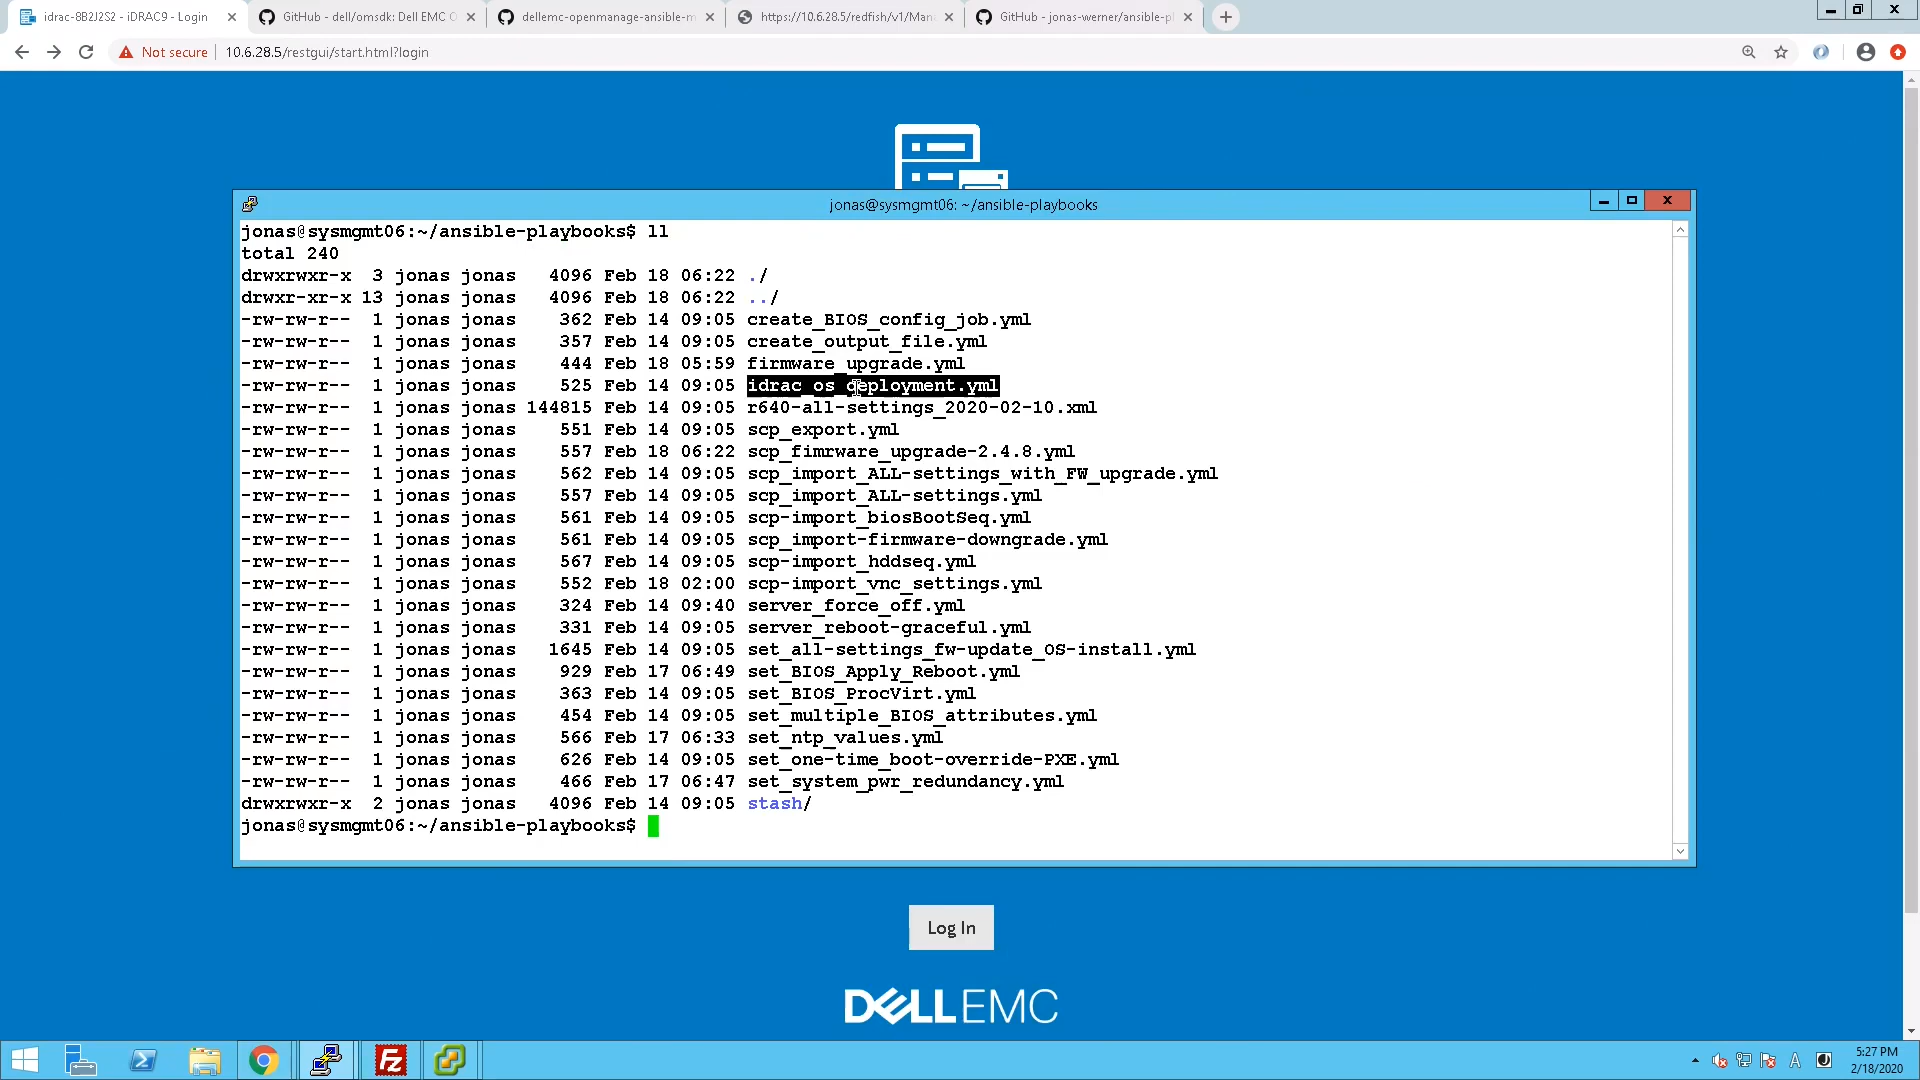 idrac-8B2J2S2 - iDRAC9 - Login
GitHub - dell/omsdk: Dell EMC O
dellemc-openmanage-ansible-m
https://10.6.28.5/redfish/v1/Man
GitHub - jonas-werner/ansible-pl
Not secure
10.6.28.5/restgui/start.html?login
jonas@sysmgmt06: ~/ansible-playbooks
jonas@sysmgmt06:~/ansible-playbooks$ ll
total 240
drwxrwxr-x 3 jonas jonas 4096 Feb 18 06:22 ./
drwxr-xr-x 13 jonas jonas 4096 Feb 18 06:22 ../
-rw-rw-r-- 1 jonas jonas 362 Feb 14 09:05 create_BIOS_config_job.yml
-rw-rw-r-- 1 jonas jonas 357 Feb 14 09:05 create_output_file.yml
-rw-rw-r-- 1 jonas jonas 444 Feb 18 05:59 firmware_upgrade.yml
-rw-rw-r-- 1 jonas jonas 525 Feb 14 09:05 idrac_os_deployment.yml
-rw-rw-r-- 1 jonas jonas 144815 Feb 14 09:05 r640-all-settings_2020-02-10.xml
-rw-rw-r-- 1 jonas jonas 551 Feb 14 09:05 scp_export.yml
-rw-rw-r-- 1 jonas jonas 557 Feb 18 06:22 scp_fimrware_upgrade-2.4.8.yml
-rw-rw-r-- 1 jonas jonas 562 Feb 14 09:05 scp_import_ALL-settings_with_FW_upgrade.yml
-rw-rw-r-- 1 jonas jonas 557 Feb 14 09:05 scp_import_ALL-settings.yml
-rw-rw-r-- 1 jonas jonas 561 Feb 14 09:05 scp-import_biosBootSeq.yml
-rw-rw-r-- 1 jonas jonas 561 Feb 14 09:05 scp_import-firmware-downgrade.yml
-rw-rw-r-- 1 jonas jonas 567 Feb 14 09:05 scp-import_hddseq.yml
-rw-rw-r-- 1 jonas jonas 552 Feb 18 02:00 scp-import_vnc_settings.yml
-rw-rw-r-- 1 jonas jonas 324 Feb 14 09:40 server_force_off.yml
-rw-rw-r-- 1 jonas jonas 331 Feb 14 09:05 server_reboot-graceful.yml
-rw-rw-r-- 1 jonas jonas 1645 Feb 14 09:05 set_all-settings_fw-update_OS-install.yml
-rw-rw-r-- 1 jonas jonas 929 Feb 17 06:49 set_BIOS_Apply_Reboot.yml
-rw-rw-r-- 1 jonas jonas 363 Feb 14 09:05 set_BIOS_ProcVirt.yml
-rw-rw-r-- 1 jonas jonas 454 Feb 14 09:05 set_multiple_BIOS_attributes.yml
-rw-rw-r-- 1 jonas jonas 566 Feb 17 06:33 set_ntp_values.yml
-rw-rw-r-- 1 jonas jonas 626 Feb 14 09:05 set_one-time_boot-override-PXE.yml
-rw-rw-r-- 1 jonas jonas 466 Feb 17 06:47 set_system_pwr_redundancy.yml
drwxrwxr-x 2 jonas jonas 4096 Feb 14 09:05 stash/
jonas@sysmgmt06:~/ansible-playbooks$
Log In
DELLEMC
Fz
A
5:27 PM
2/18/2020